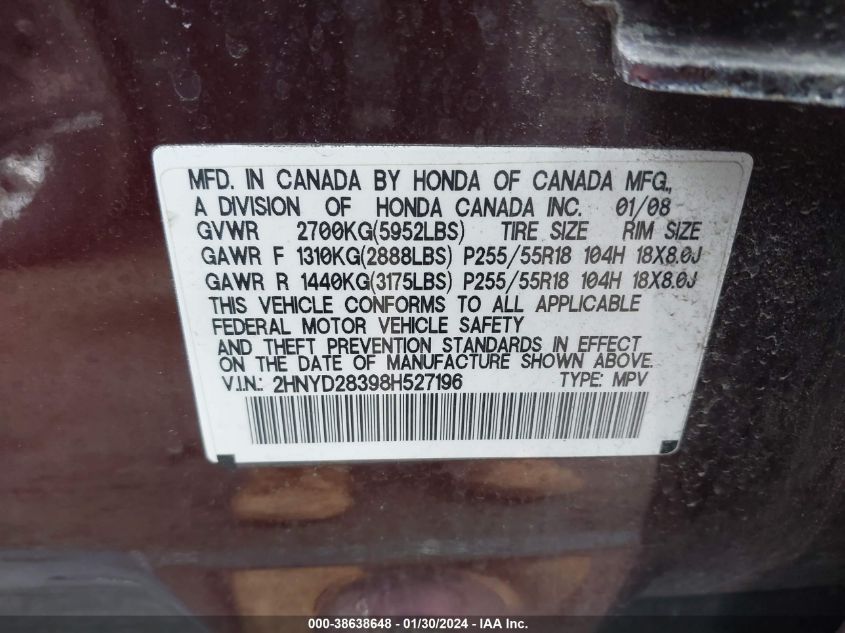 MFD. IN CANADA BY HONDA OF CANADA MFG.,
A DIVISION OF HONDA CANADA INC. 01/08
GVWR 2700KG(5952LBS) TIRE SIZE RIM SIZE
GAWR F 1310KG(2888LBS) P255/55R18 104H 18X8.0J
GAWR R 1440KG(3175LBS) P255/55R18 104H 18X8.0J
THIS VEHICLE CONFORMS TO ALL APPLICABLE
FEDERAL MOTOR VEHICLE SAFETY
AND THEFT PREVENTION STANDARDS IN EFFECT
ON THE DATE OF MANUFACTURE SHOWN ABOVE.
V.I.N.: 2HNYD28398H527196 TYPE: MPV
000-38638648 - 01/30/2024 - IAA Inc.